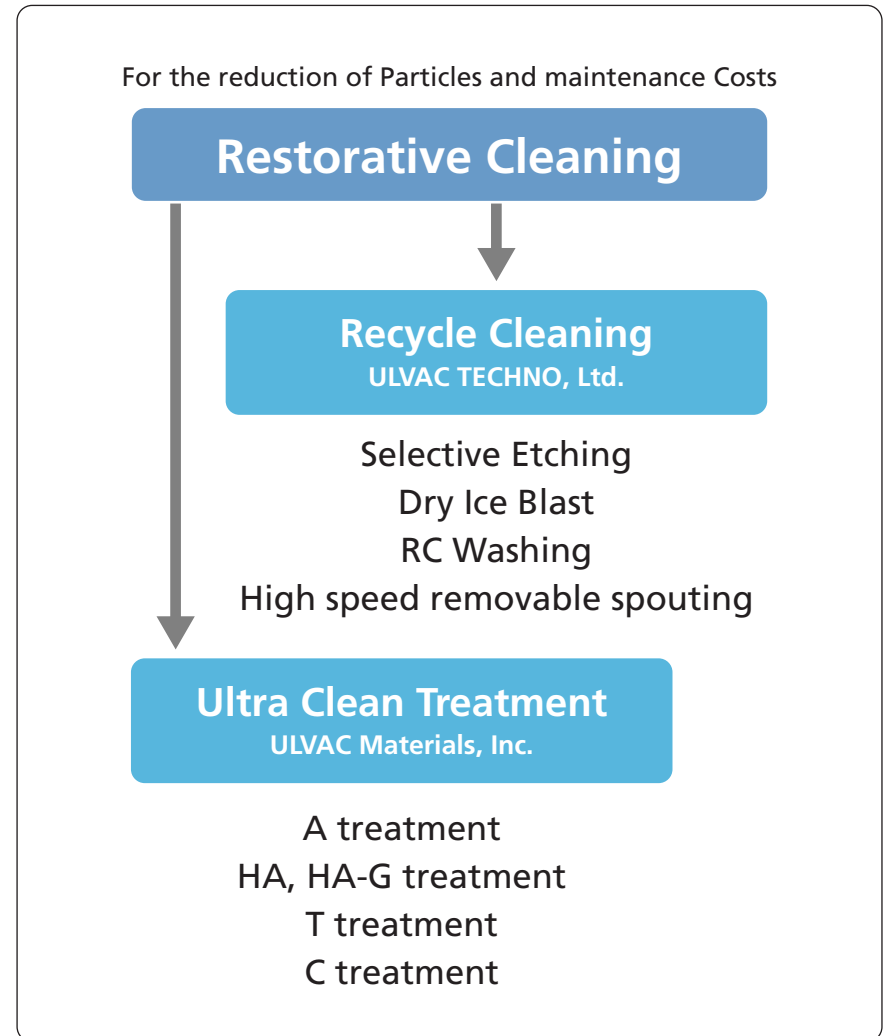 For the reduction of Particles and maintenance Costs
Restorative Cleaning
Recycle Cleaning
ULVAC TECHNO, Ltd.
Selective Etching
Dry Ice Blast
RC Washing
High speed removable spouting
Ultra Clean Treatment
ULVAC Materials, Inc.
A treatment
HA, HA-G treatment
T treatment
C treatment